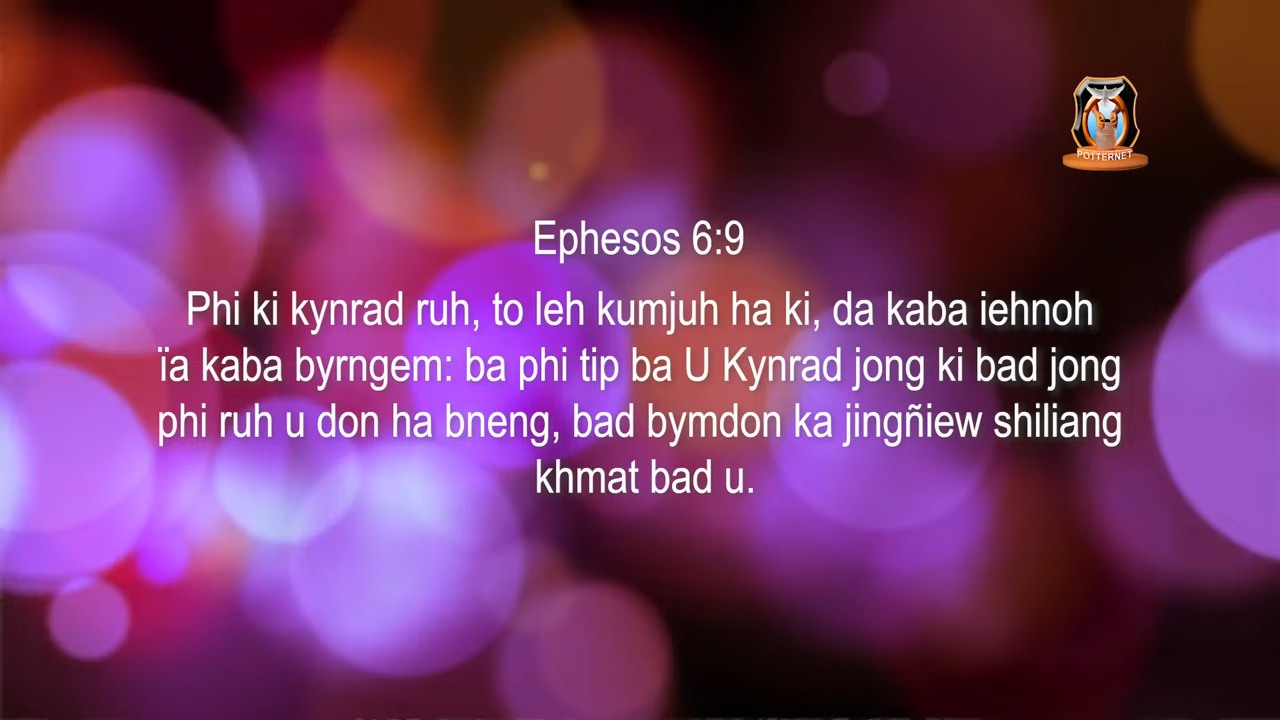 POTTERNET
Ephesos 6:9
Phi ki kynrad ruh, to leh kumjuh ha ki, da kaba iehnoh
ïa kaba byrngem: ba phi tip ba U Kynrad jong ki bad jong
phi ruh u don ha bneng, bad bymdon ka jingñiew shiliang
khmat bad u.